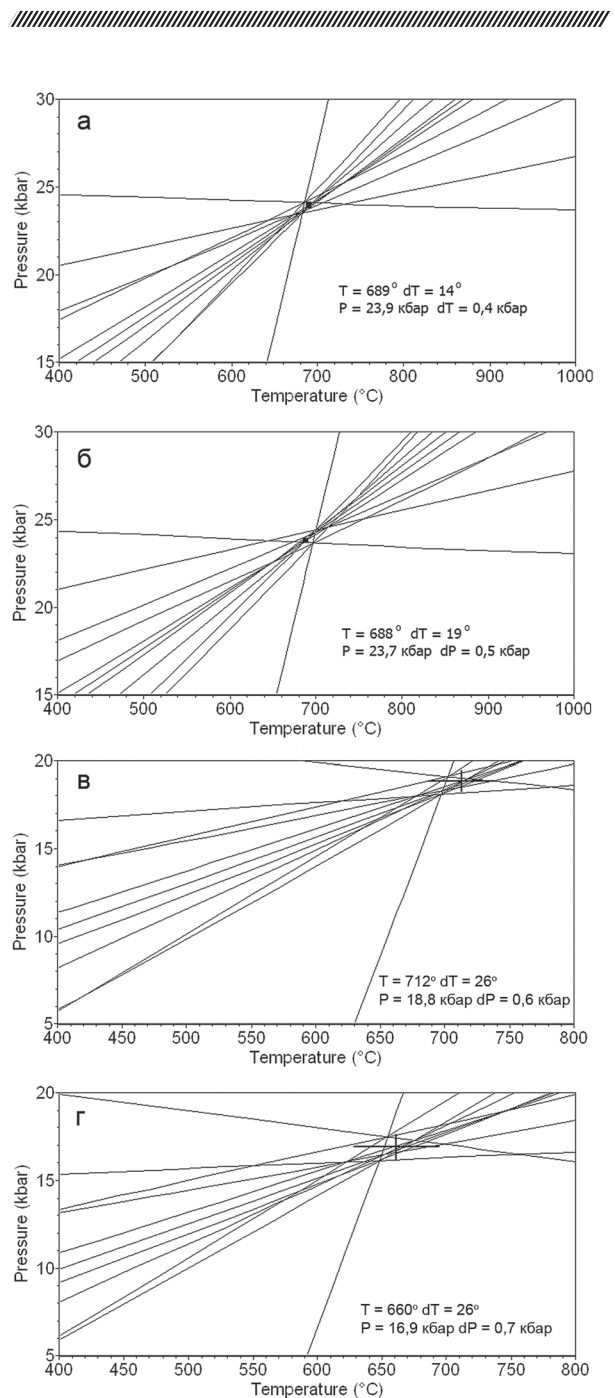 а
30
25
20
15
Pressure (kbar)
T = 689° dT = 14°
P = 23,9 кбар dT = 0,4 кбар
400 500 600 700 800 900 1000
Temperature (°C)
б
30
25
20
15
Pressure (kbar)
T = 688° dT = 19°
P = 23,7 кбар dP = 0,5 кбар
400 500 600 700 800 900 1000
Temperature (°C)
в
20
15
10
5
Pressure (kbar)
T = 712° dT = 26°
P = 18,8 кбар dP = 0,6 кбар
400 450 500 550 600 650 700 750 800
Temperature (°C)
г
20
15
10
5
Pressure (kbar)
T = 660° dT = 26°
P = 16,9 кбар dP = 0,7 кбар
400 450 500 550 600 650 700 750 800
Temperature (°C)